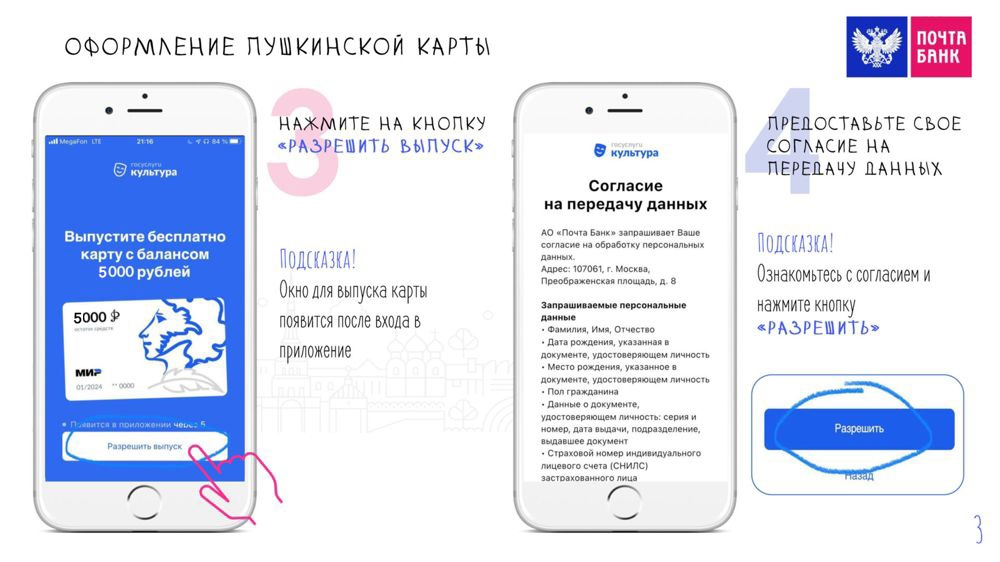 ОФОРМЛЕНИЕ ПУШКИНСКОЙ КАРТЫ
ПОЧТА
БАНК
3
НАЖМИТЕ НА КНОПКУ
«РАЗРЕШИТЬ ВЫПУСК»
Подсказка!
Окно для выпуска карты
появится после входа в
приложение
MegaFon LTE 21:16 84 %
госуслуги
культура
Выпустите бесплатно
карту с балансом
5 000 рублей
5000 ₽
остаток средств
МИР
01/2024 ** 0000
Появится в приложении через 5
Разрешить выпуск
4
ПРЕДОСТАВЬТЕ СВОЕ
СОГЛАСИЕ НА
ПЕРЕДАЧУ ДАННЫХ
Подсказка!
Ознакомьтесь с согласием и
нажмите кнопку
«РАЗРЕШИТЬ»
госуслуги
культура
Согласие
на передачу данных
АО «Почта Банк» запрашивает Ваше
согласие на обработку персональных
данных.
Адрес: 107061, г. Москва,
Преображенская площадь, д. 8
Запрашиваемые персональные
данные
• Фамилия, Имя, Отчество
• Дата рождения, указанная в
документе, удостоверяющем личность
• Место рождения, указанное в
документе, удостоверяющем личность
• Пол гражданина
• Данные о документе,
удостоверяющем личность: серия и
номер, дата выдачи, подразделение,
выдавшее документ
• Страховой номер индивидуального
лицевого счета (СНИЛС)
застрахованного лица
Разрешить
Назад
3